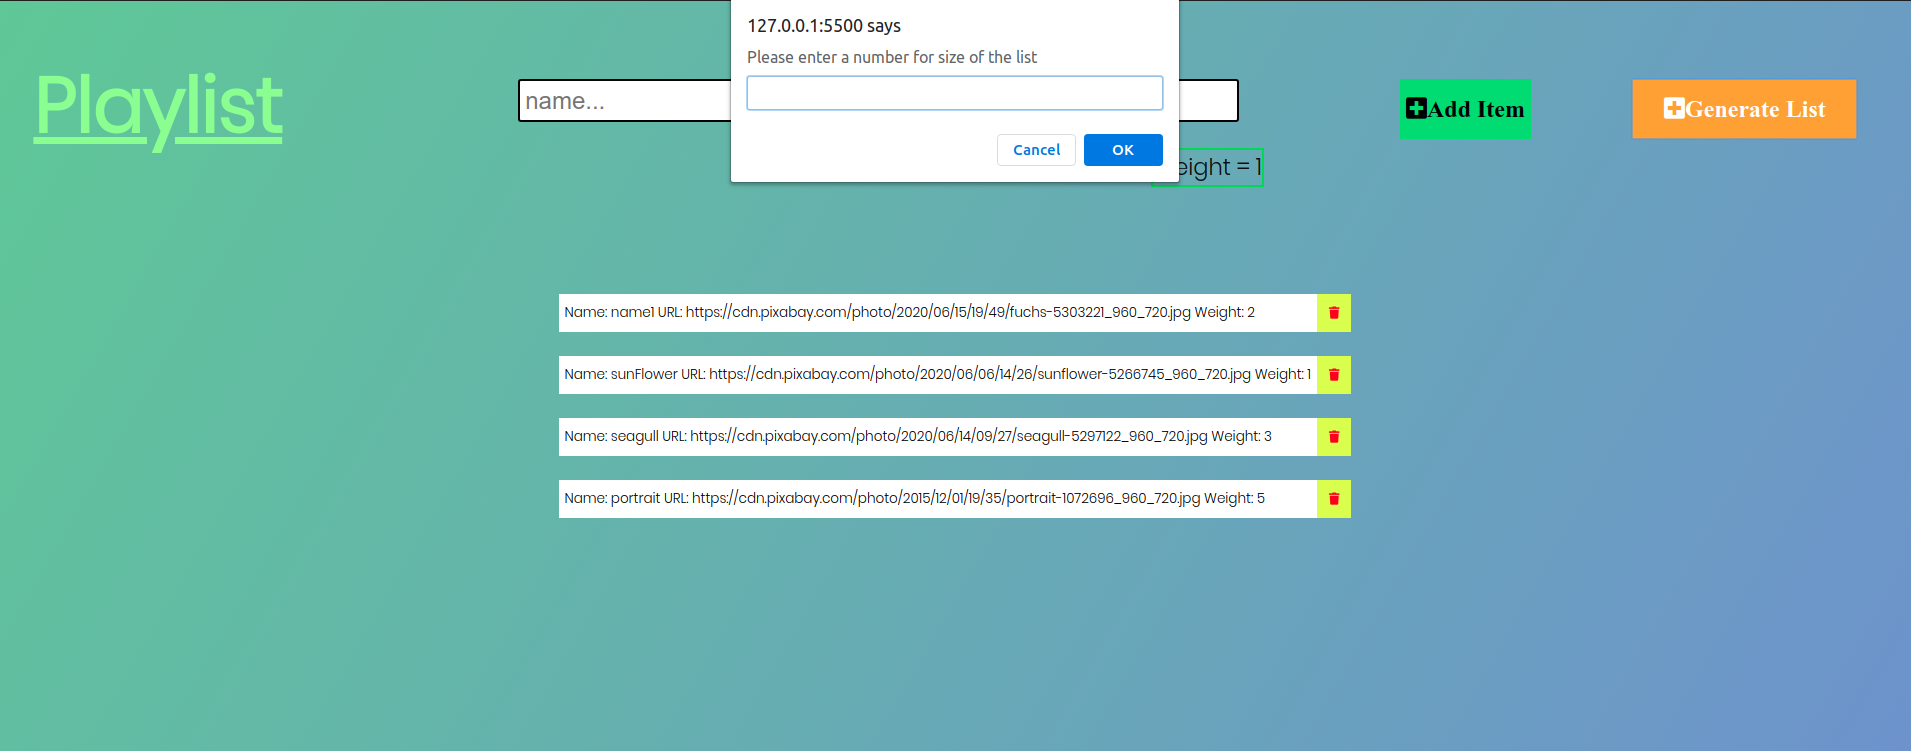 127.0.0.1:5500 says
Please enter a number for size of the list
Cancel OK
Playlist
name...
Add Item
Generate List
eight = 1
Name: name1 URL: https://cdn.pixabay.com/photo/2020/06/15/19/49/fuchs-5303221_960_720.jpg Weight: 2
Name: sunFlower URL: https://cdn.pixabay.com/photo/2020/06/06/14/26/sunflower-5266745_960_720.jpg Weight: 1
Name: seagull URL: https://cdn.pixabay.com/photo/2020/06/14/09/27/seagull-5297122_960_720.jpg Weight: 3
Name: portrait URL: https://cdn.pixabay.com/photo/2015/12/01/19/35/portrait-1072696_960_720.jpg Weight: 5